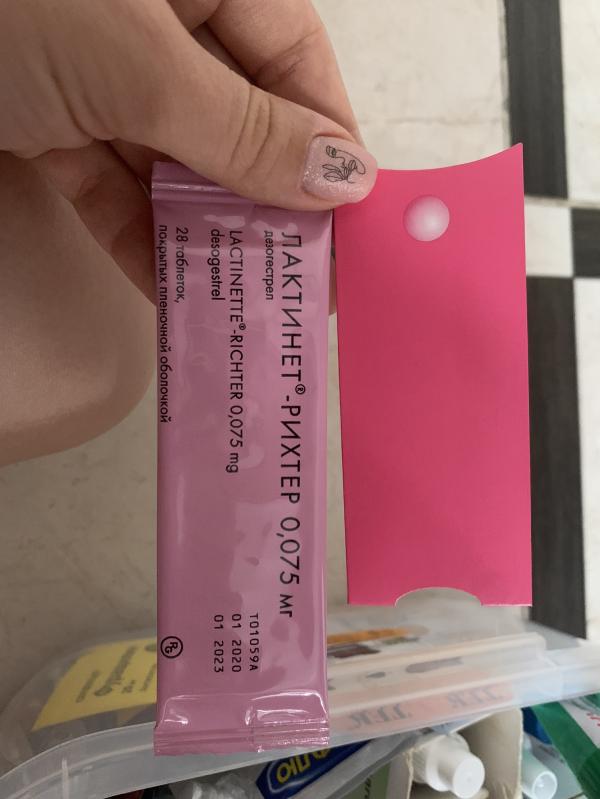 ЛАКТИНЕТ®-РИХТЕР 0,075 мг
дезогестрел
LACTINETTE®-RICHTER 0,075 mg
desogestrel
28 таблеток,
покрытых пленочной оболочкой
T01059A
01 2020
01 2023